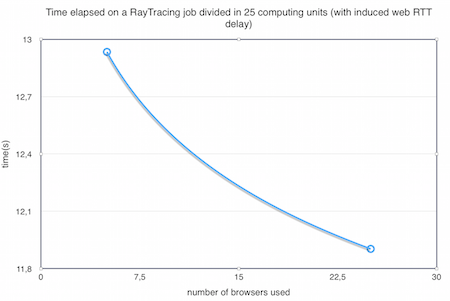 Time elapsed on a RayTracing job divided in 25 computing units (with induced web RTT
delay)
13
12,7
12,4
12,1
11,8
time(s)
0 7,5 15 22,5 30
number of browsers used